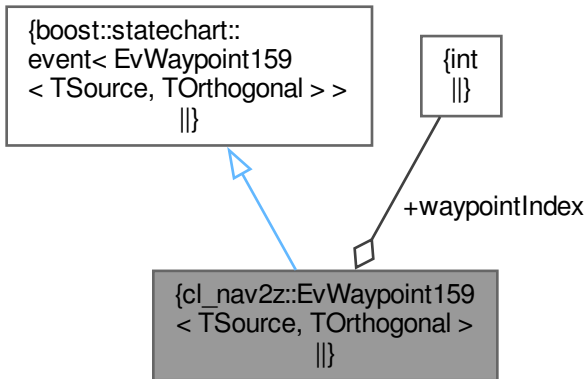 {boost::statechart::
event< EvWaypoint159
< TSource, TOrthogonal > >
||}
{int
||}
+waypointIndex
{cl_nav2z::EvWaypoint159
< TSource, TOrthogonal >
||}